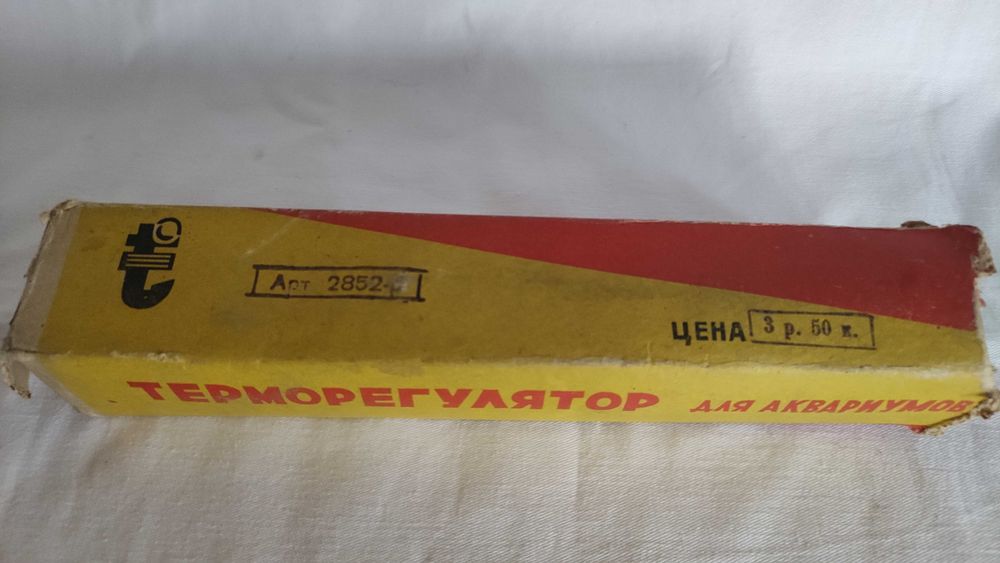 Арт 2852-
ЦЕНА 3 р. 50 к.
ТЕРМОРЕГУЛЯТОР ДЛЯ АКВАРИУМОВ